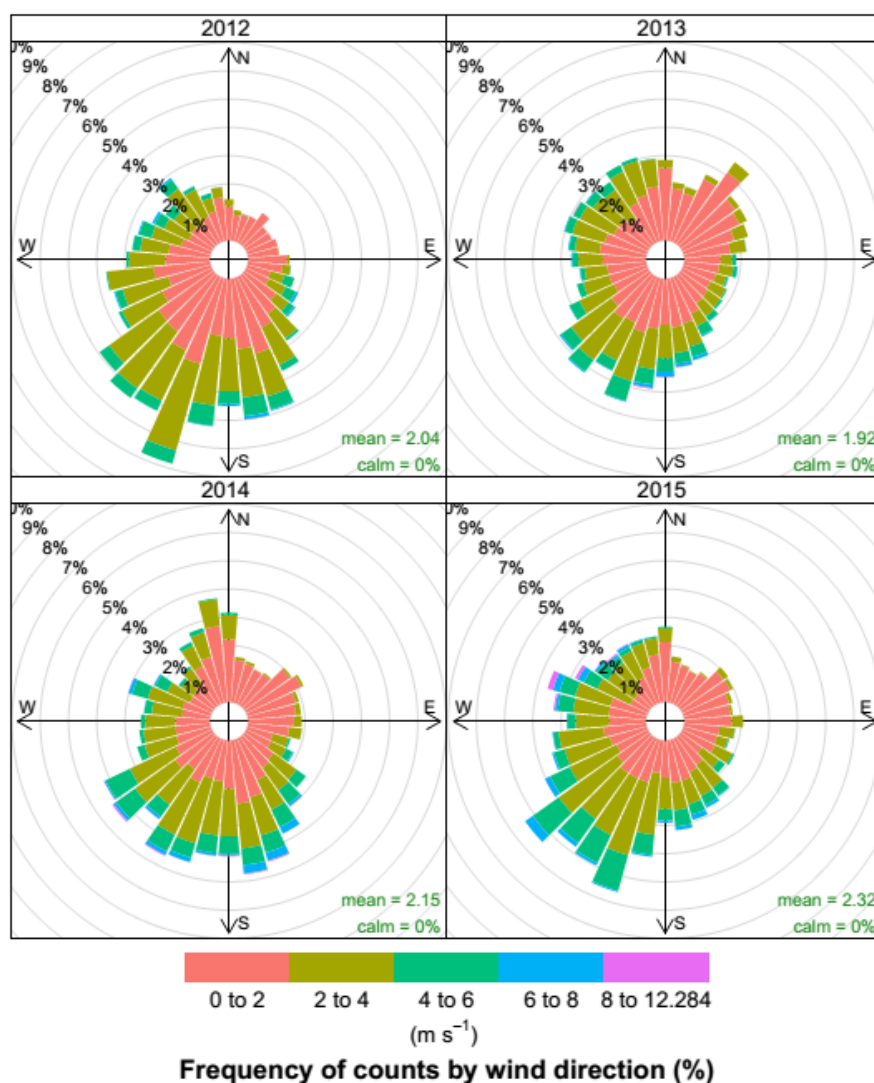 2012
2013
0%
9%
8%
7%
6%
5%
4%
3%
2%
1%
N
W
E
S
mean = 2.04
calm = 0%
9%
8%
7%
6%
5%
4%
3%
2%
1%
N
W
E
S
mean = 1.92
calm = 0%
2014
2015
0%
9%
8%
7%
6%
5%
4%
3%
2%
1%
N
W
E
S
mean = 2.15
calm = 0%
9%
8%
7%
6%
5%
4%
3%
2%
1%
N
W
E
S
mean = 2.32
calm = 0%
0 to 2
2 to 4
4 to 6
6 to 8
8 to 12.284
(m s⁻¹)
Frequency of counts by wind direction (%)